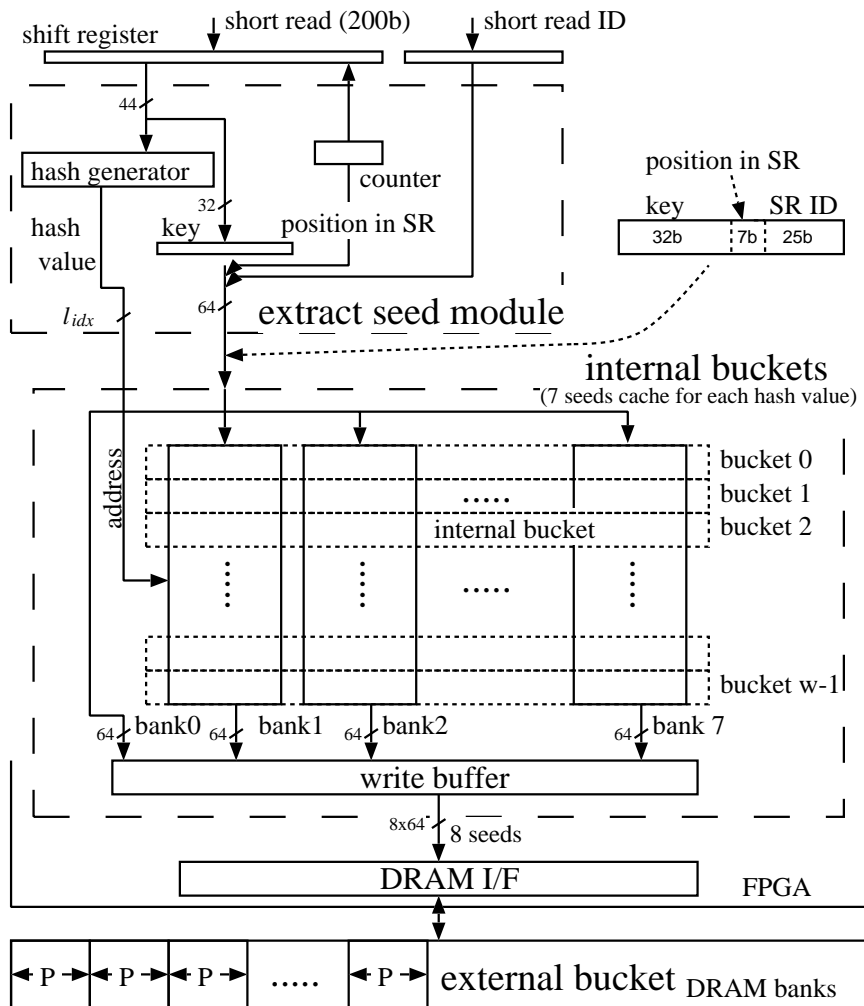 short read (200b)
short read ID
shift register
44
hash generator
counter
position in SR
key
SR ID
32b
7b
25b
32
key
position in SR
hash
value
l_idx
64
extract seed module
internal buckets
(7 seeds cache for each hash value)
address
bucket 0
.....
bucket 1
internal bucket
bucket 2
.....
bucket w-1
64
bank0
64
bank1
64
bank2
64
bank 7
write buffer
8x64
8 seeds
DRAM I/F
FPGA
P
P
P
.....
P
external bucket
DRAM banks